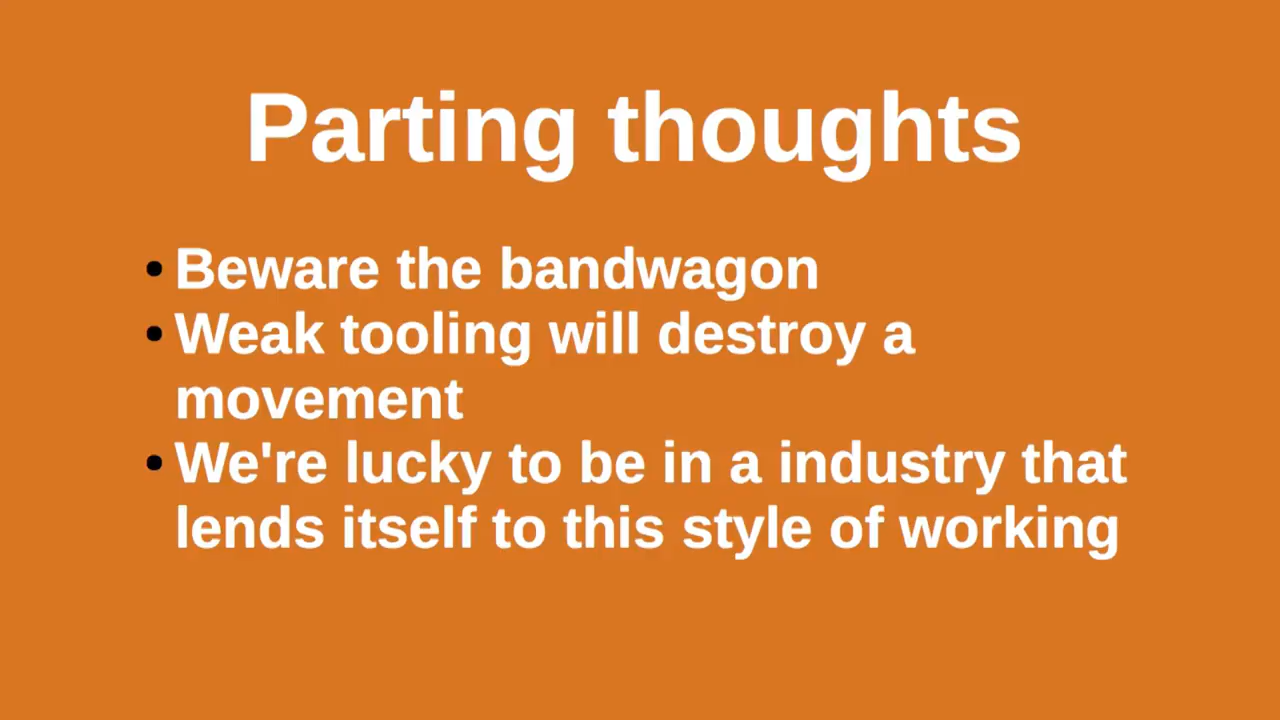 Parting thoughts
• Beware the bandwagon
• Weak tooling will destroy a
movement
• We're lucky to be in a industry that
lends itself to this style of working